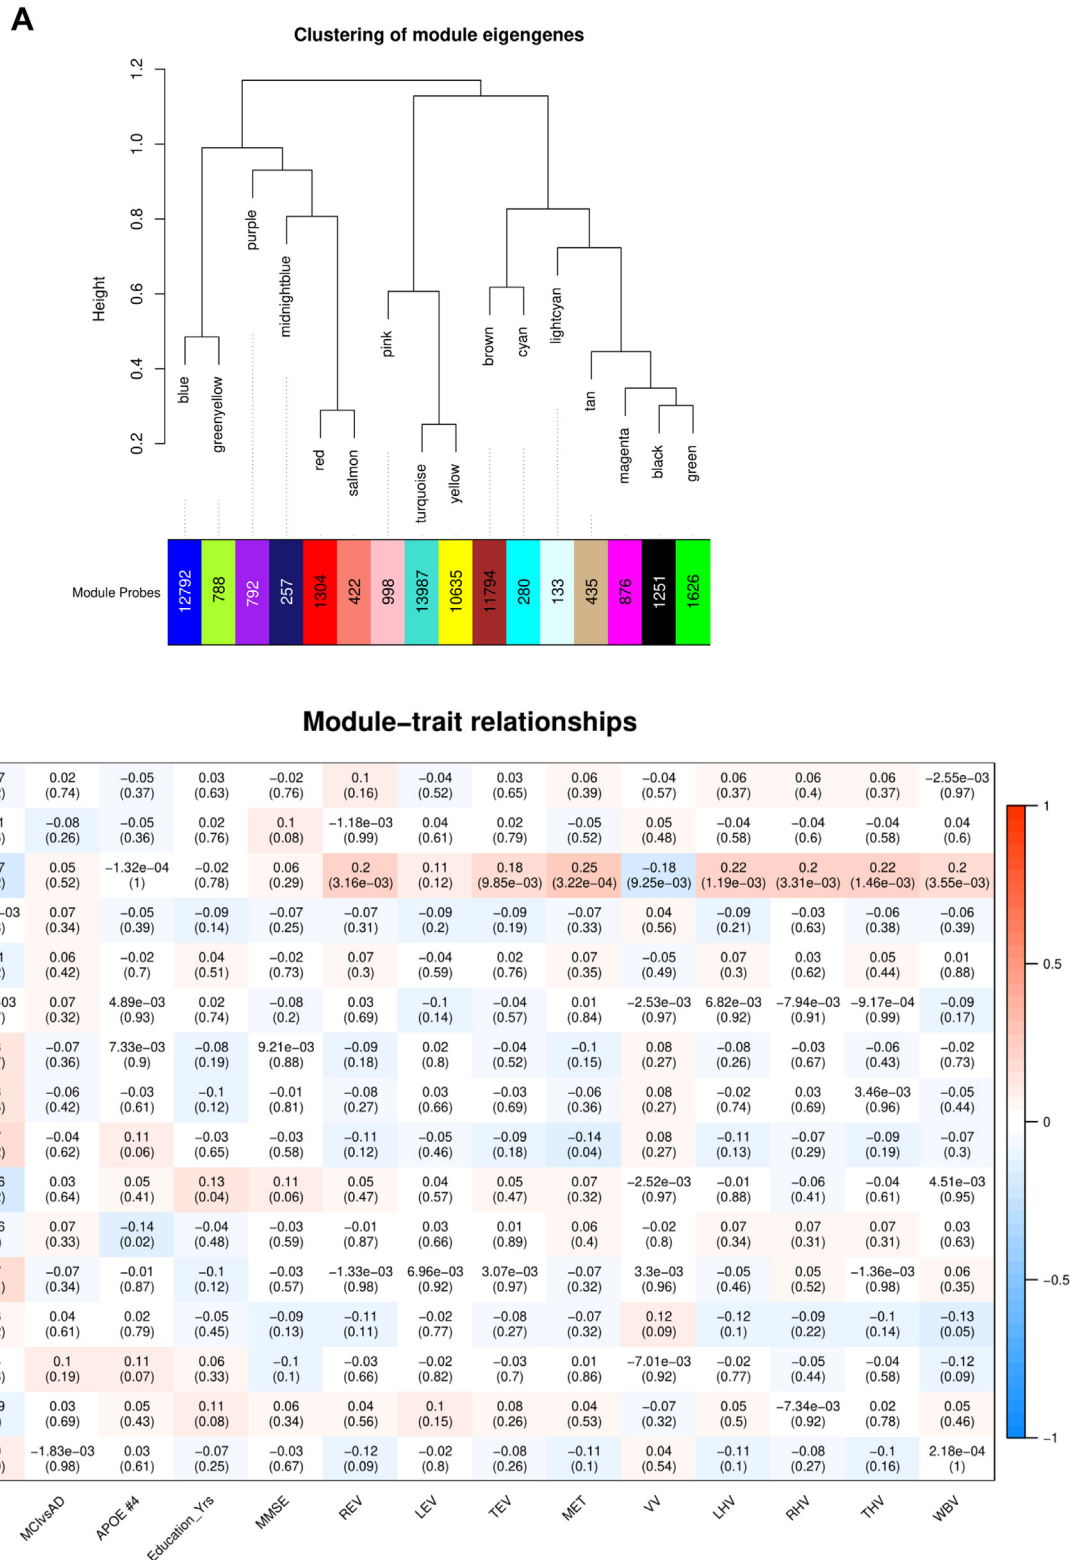 A
Clustering of module eigengenes
Height
1.2
1.0
0.8
0.6
0.4
0.2
blue
greenyellow
purple
midnightblue
red
salmon
pink
turquoise
yellow
brown
cyan
lightcyan
tan
magenta
black
green
Module Probes 12792 788 792 257 1304 422 998 13987 10635 11794 280 133 435 876 1251 1626
Module−trait relationships
7 0.02 −0.05 0.03 −0.02 0.1 −0.04 0.03 0.06 −0.04 0.06 0.06 0.06 −2.55e−03
(0.74) (0.37) (0.63) (0.76) (0.16) (0.52) (0.65) (0.39) (0.57) (0.37) (0.4) (0.37) (0.97)
1 −0.08 −0.05 0.02 0.1 −1.18e−03 0.04 0.02 −0.05 0.05 −0.04 −0.04 −0.04 0.04
(0.26) (0.36) (0.76) (0.08) (0.99) (0.61) (0.79) (0.52) (0.48) (0.58) (0.6) (0.58) (0.6)
7 0.05 −1.32e−04 −0.02 0.06 0.2 0.11 0.18 0.25 −0.18 0.22 0.2 0.22 0.2
(0.52) (1) (0.78) (0.29) (3.16e−03) (0.12) (9.85e−03) (3.22e−04) (9.25e−03) (1.19e−03) (3.31e−03) (1.46e−03) (3.55e−03)
−03 0.07 −0.05 −0.09 −0.07 −0.07 −0.09 −0.09 −0.07 0.04 −0.09 −0.03 −0.06 −0.06
(0.34) (0.39) (0.14) (0.25) (0.31) (0.2) (0.19) (0.33) (0.56) (0.21) (0.63) (0.38) (0.39)
1 0.06 −0.02 0.04 −0.02 0.07 −0.04 0.02 0.07 −0.05 0.07 0.03 0.05 0.01
(0.42) (0.7) (0.51) (0.73) (0.3) (0.59) (0.76) (0.35) (0.49) (0.3) (0.62) (0.44) (0.88)
03 0.07 4.89e−03 0.02 −0.08 0.03 −0.1 −0.04 0.01 −2.53e−03 6.82e−03 −7.94e−03 −9.17e−04 −0.09
(0.32) (0.93) (0.74) (0.2) (0.69) (0.14) (0.57) (0.84) (0.97) (0.92) (0.91) (0.99) (0.17)
−0.07 7.33e−03 −0.08 9.21e−03 −0.09 0.02 −0.04 −0.1 0.08 −0.08 −0.03 −0.06 −0.02
(0.36) (0.9) (0.19) (0.88) (0.18) (0.8) (0.52) (0.15) (0.27) (0.26) (0.67) (0.43) (0.73)
−0.06 −0.03 −0.1 −0.01 −0.08 0.03 −0.03 −0.06 0.08 −0.02 0.03 3.46e−03 −0.05
(0.42) (0.61) (0.12) (0.81) (0.27) (0.66) (0.69) (0.36) (0.27) (0.74) (0.69) (0.96) (0.44)
−0.04 0.11 −0.03 −0.03 −0.11 −0.05 −0.09 −0.14 0.08 −0.11 −0.07 −0.09 −0.07
(0.62) (0.06) (0.65) (0.58) (0.12) (0.46) (0.18) (0.04) (0.27) (0.13) (0.29) (0.19) (0.3)
6 0.03 0.05 0.13 0.11 0.05 0.04 0.05 0.07 −2.52e−03 −0.01 −0.06 −0.04 4.51e−03
(0.64) (0.41) (0.04) (0.06) (0.47) (0.57) (0.47) (0.32) (0.97) (0.88) (0.41) (0.61) (0.95)
6 0.07 −0.14 −0.04 −0.03 −0.01 0.03 0.01 0.06 −0.02 0.07 0.07 0.07 0.03
(0.33) (0.02) (0.48) (0.59) (0.87) (0.66) (0.89) (0.4) (0.8) (0.34) (0.31) (0.31) (0.63)
−0.07 −0.01 −0.1 −0.03 −1.33e−03 6.96e−03 3.07e−03 −0.07 3.3e−03 −0.05 0.05 −1.36e−03 0.06
(0.34) (0.87) (0.12) (0.57) (0.98) (0.92) (0.97) (0.32) (0.96) (0.46) (0.52) (0.98) (0.35)
0.04 0.02 −0.05 −0.09 −0.11 −0.02 −0.08 −0.07 0.12 −0.12 −0.09 −0.1 −0.13
(0.61) (0.79) (0.45) (0.13) (0.11) (0.77) (0.27) (0.32) (0.09) (0.1) (0.22) (0.14) (0.05)
0.1 0.11 0.06 −0.1 −0.03 −0.02 −0.03 0.01 −7.01e−03 −0.02 −0.05 −0.04 −0.12
(0.19) (0.07) (0.33) (0.1) (0.66) (0.82) (0.7) (0.86) (0.92) (0.77) (0.44) (0.58) (0.09)
9 0.03 0.05 0.11 0.06 0.04 0.1 0.08 0.04 −0.07 0.05 −7.34e−03 0.02 0.05
(0.69) (0.43) (0.08) (0.34) (0.56) (0.15) (0.26) (0.53) (0.32) (0.5) (0.92) (0.78) (0.46)
−1.83e−03 0.03 −0.07 −0.03 −0.12 −0.02 −0.08 −0.11 0.04 −0.11 −0.08 −0.1 2.18e−04
(0.98) (0.61) (0.25) (0.67) (0.09) (0.8) (0.26) (0.1) (0.54) (0.1) (0.27) (0.16) (1)
MCIvsAD APOE #4 Education_Yrs MMSE REV LEV TEV MET VV LHV RHV THV WBV
1
0.5
0
−0.5
−1